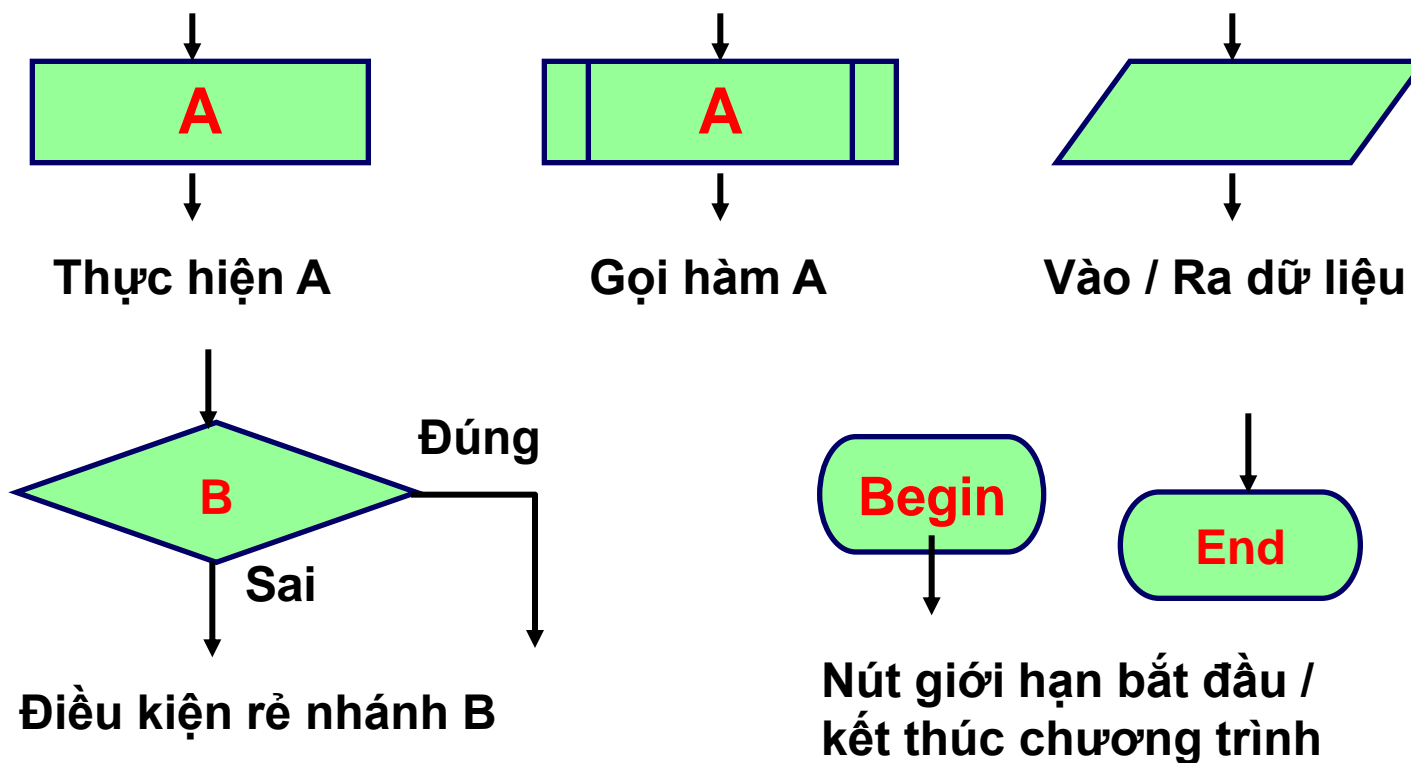 A
A
Thực hiện A
Gọi hàm A
Vào / Ra dữ liệu
Đúng
B
Sai
Điều kiện rẻ nhánh B
Begin
End
Nút giới hạn bắt đầu /
kết thúc chương trình